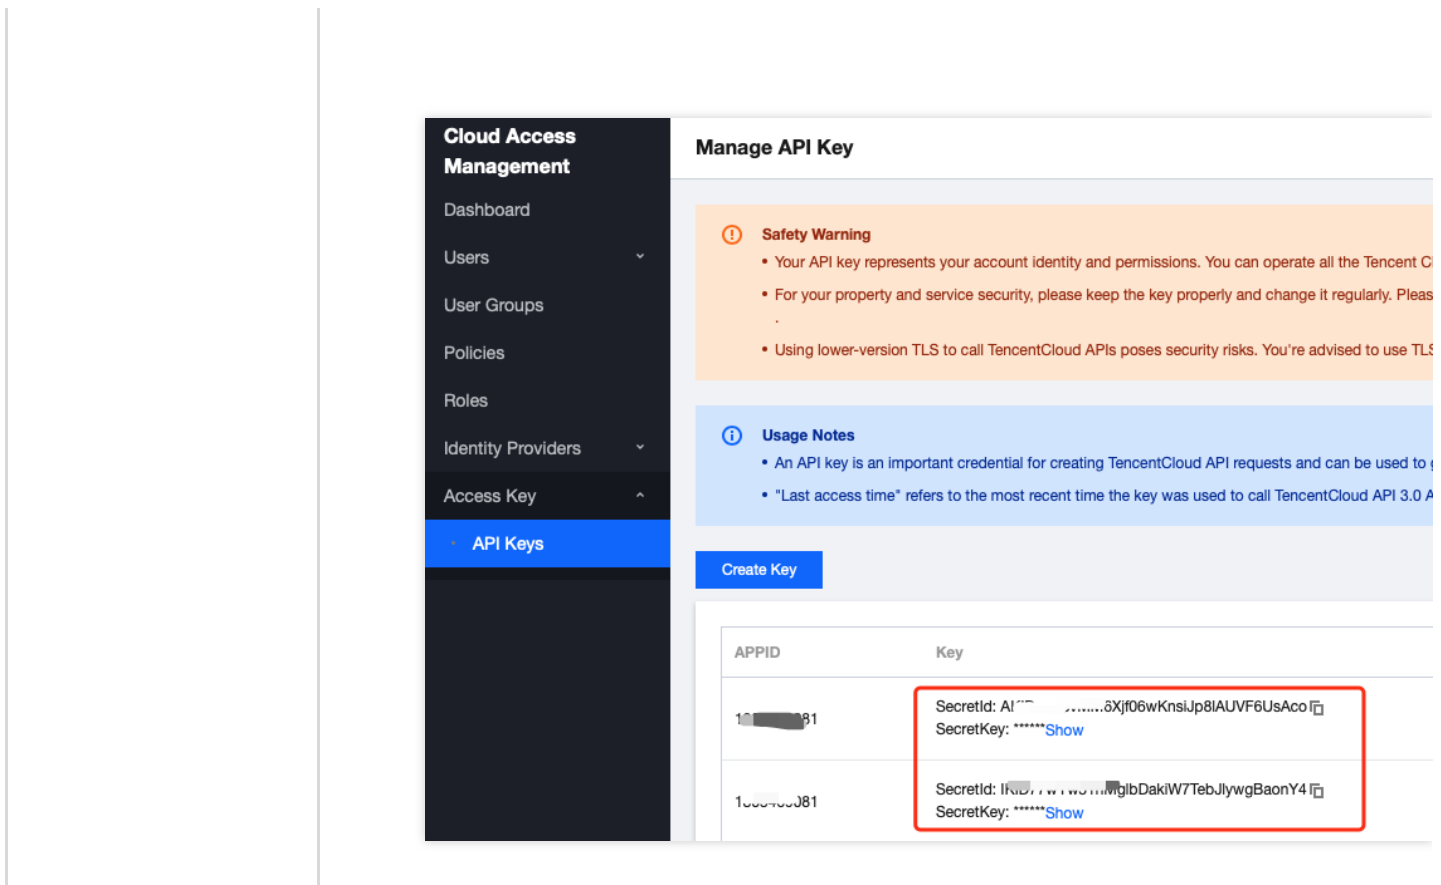 Cloud Access
Management
Dashboard
Users
User Groups
Policies
Roles
Identity Providers
Access Key
API Keys
Manage API Key
Safety Warning
• Your API key represents your account identity and permissions. You can operate all the Tencent
• For your property and service security, please keep the key properly and change it regularly.
.
• Using lower-version TLS to call TencentCloud APIs poses security risks. You're advised to use TLS
Usage Notes
• An API key is an important credential for creating TencentCloud API requests and can be used to
• "Last access time" refers to the most recent time the key was used to call TencentCloud API 3.0
Create Key
APPID Key
SecretId:
SecretKey: ******Show
SecretId:
SecretKey: ******Show